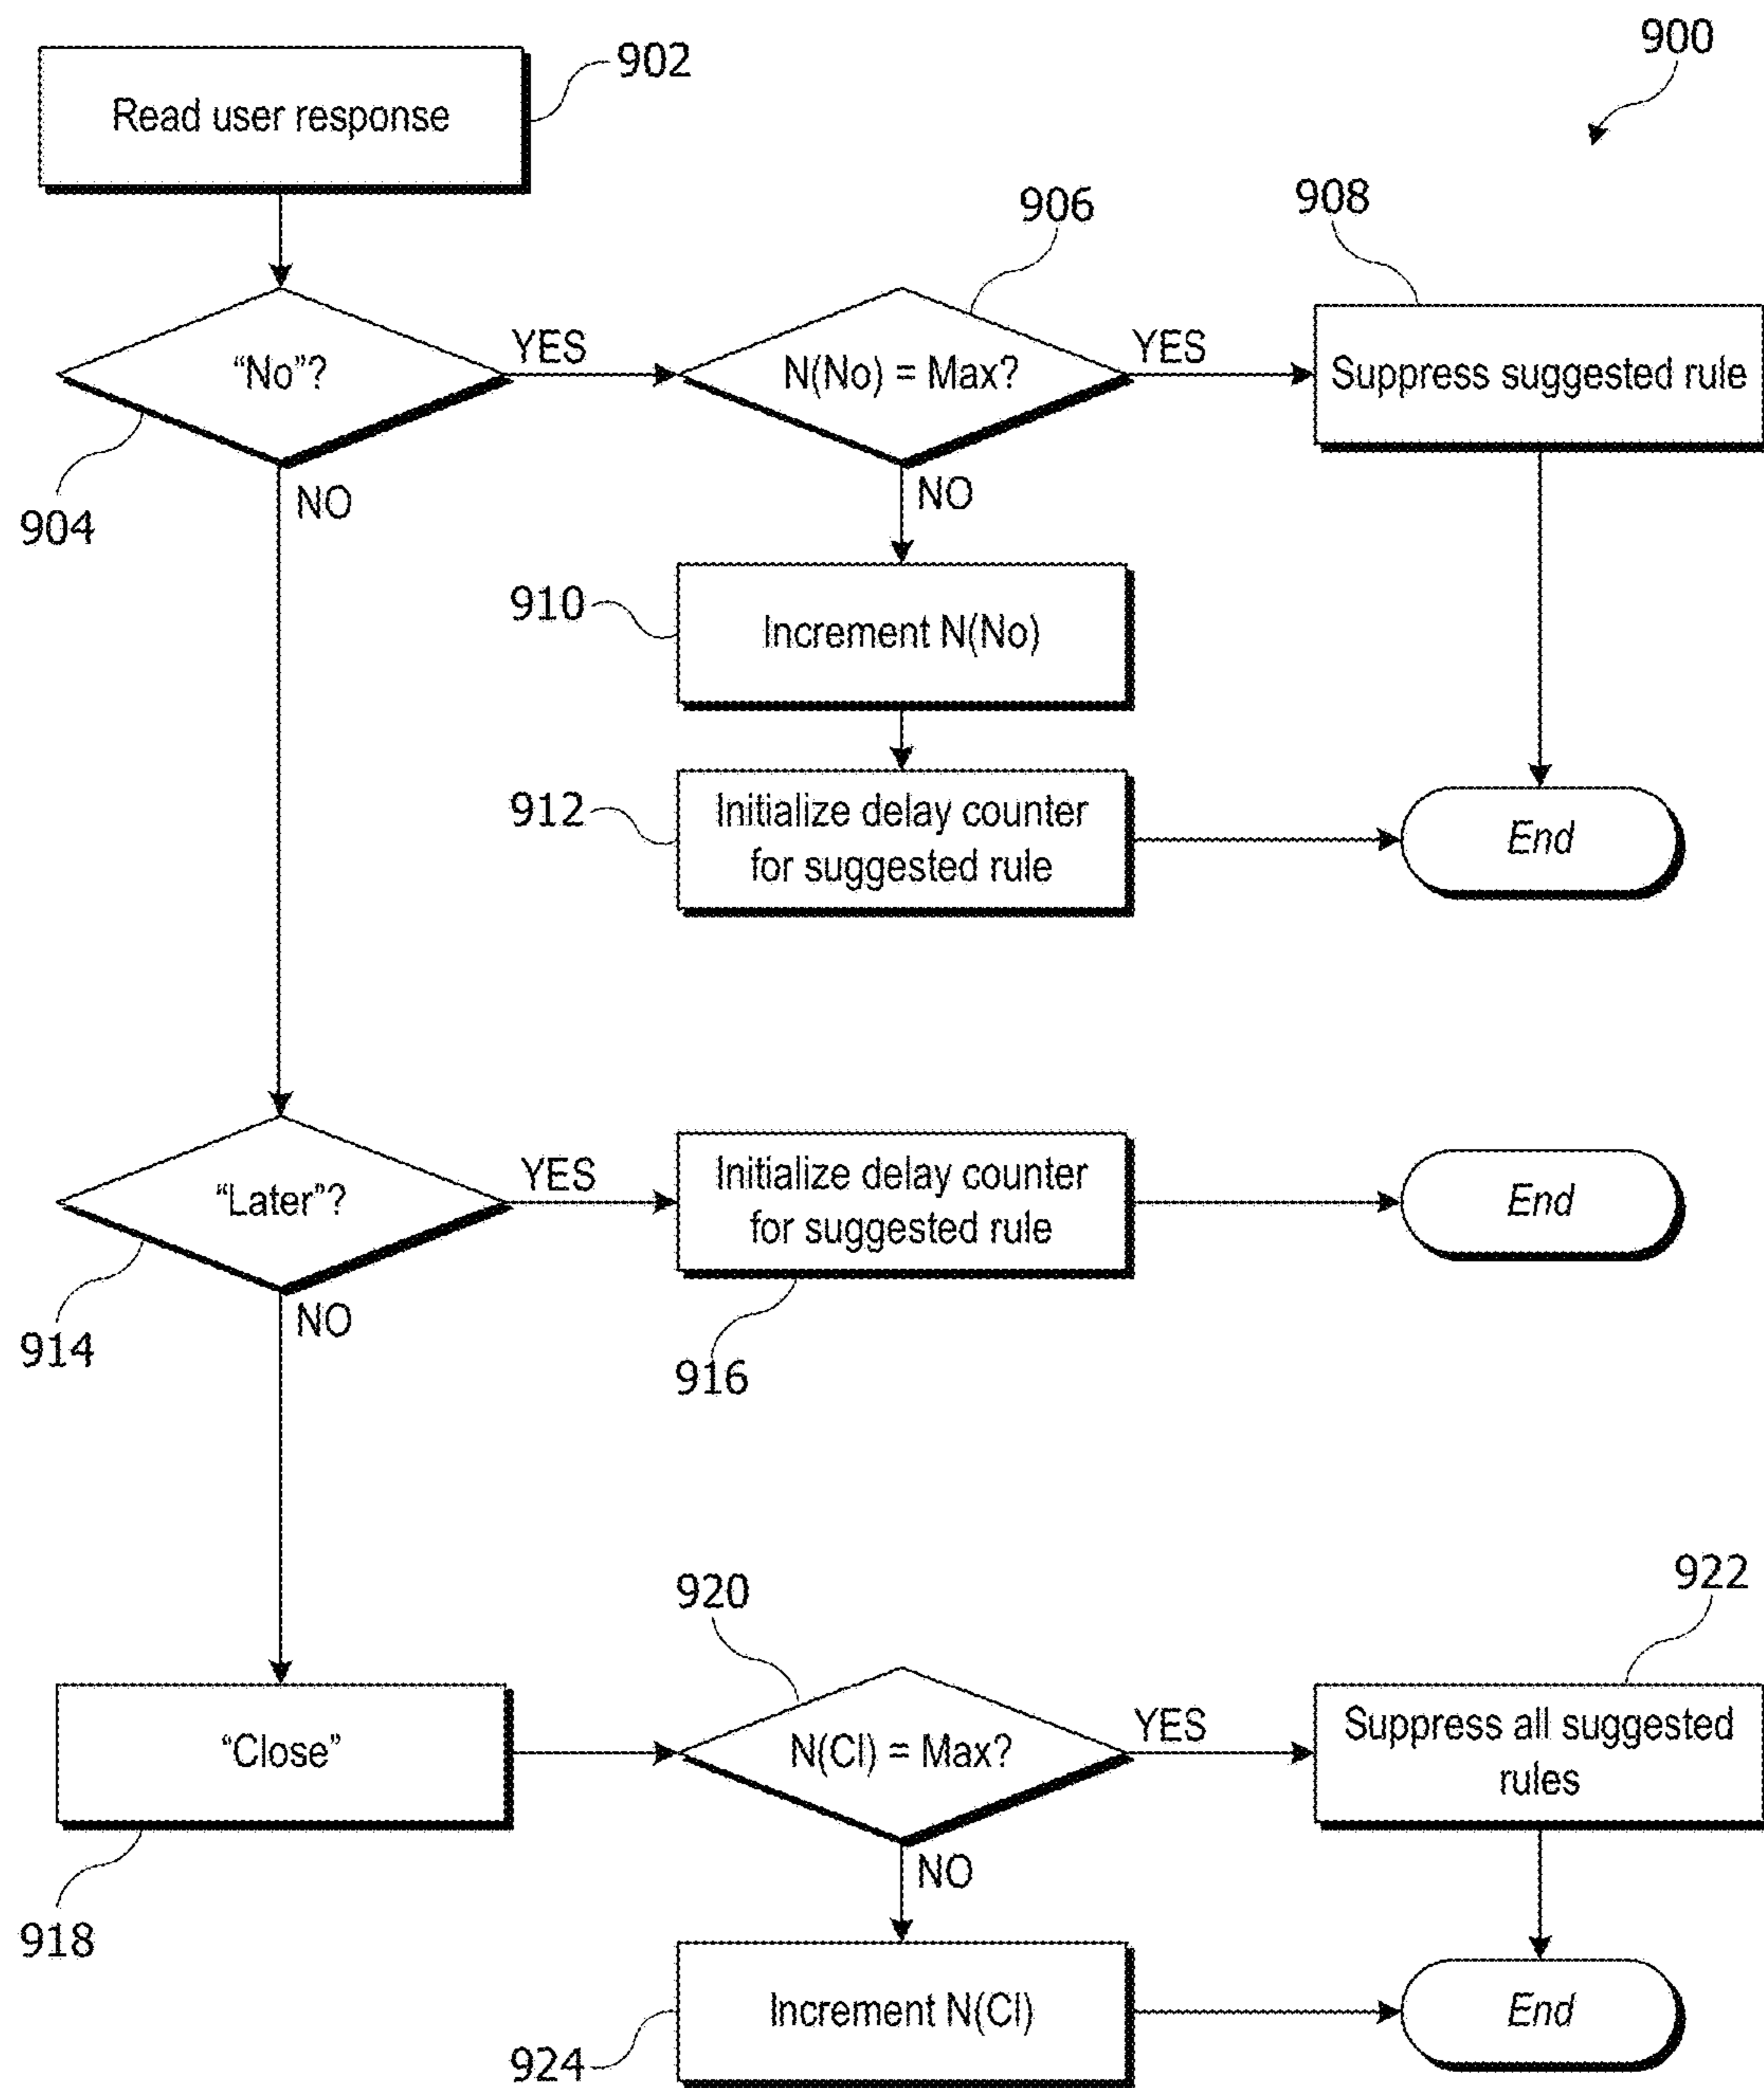 900
902
Read user response
906
908
"No"?
YES
N(No) = Max?
YES
Suppress suggested rule
904
NO
NO
910
Increment N(No)
912
Initialize delay counter
for suggested rule
End
"Later"?
YES
Initialize delay counter
for suggested rule
End
914
NO
916
920
922
"Close"
N(Cl) = Max?
YES
Suppress all suggested
rules
918
NO
924
Increment N(Cl)
End